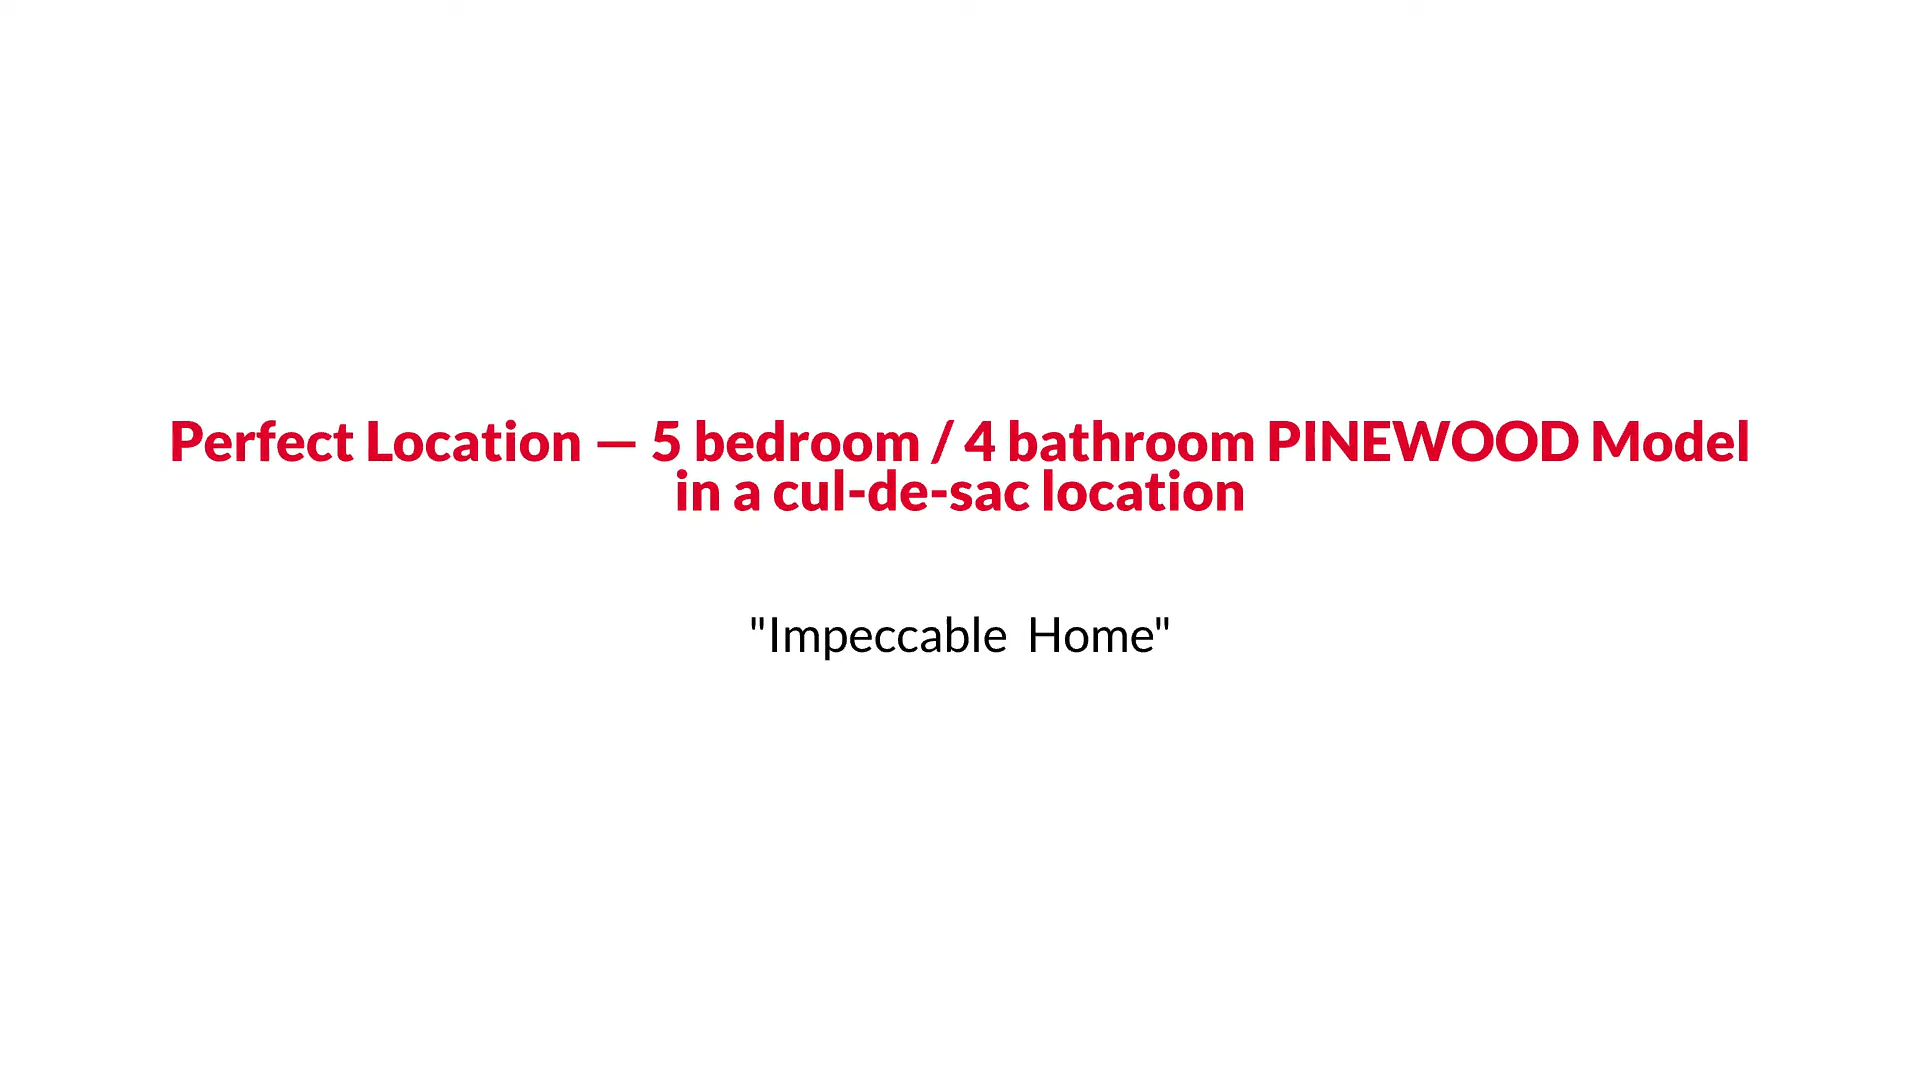 Perfect Location — 5 bedroom / 4 bathroom PINEWOOD Model
in a cul-de-sac location
"Impeccable  Home"